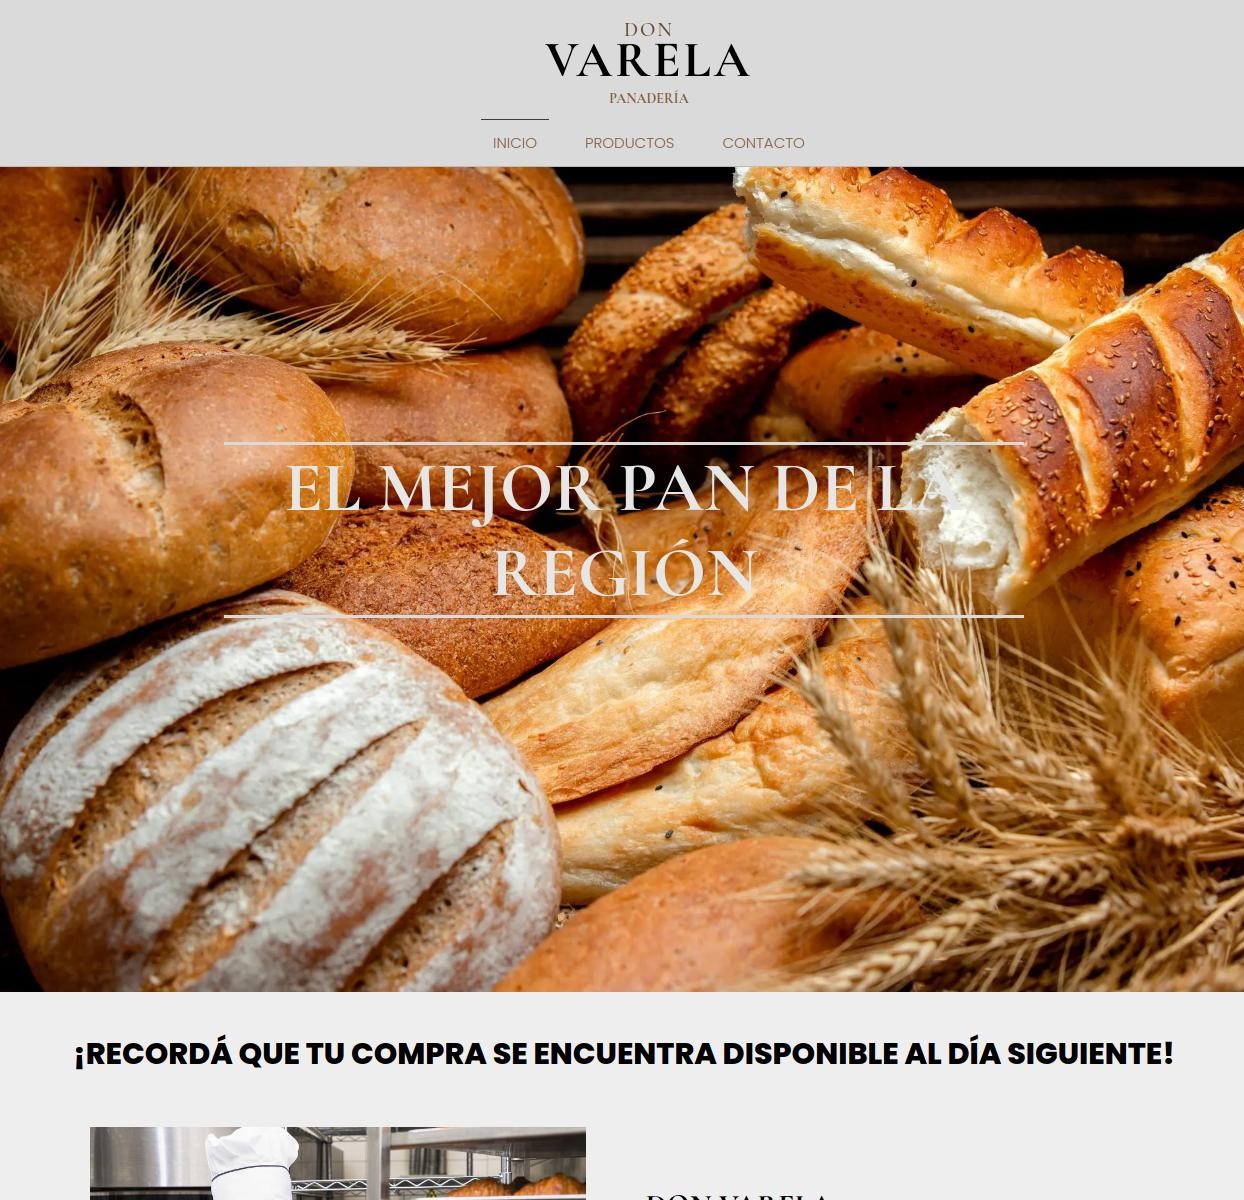 DON
VARELA
PANADERÍA
INICIO PRODUCTOS CONTACTO
EL MEJOR PAN DE LA
REGIÓN
¡RECORDÁ QUE TU COMPRA SE ENCUENTRA DISPONIBLE AL DÍA SIGUIENTE!
DON VARELA